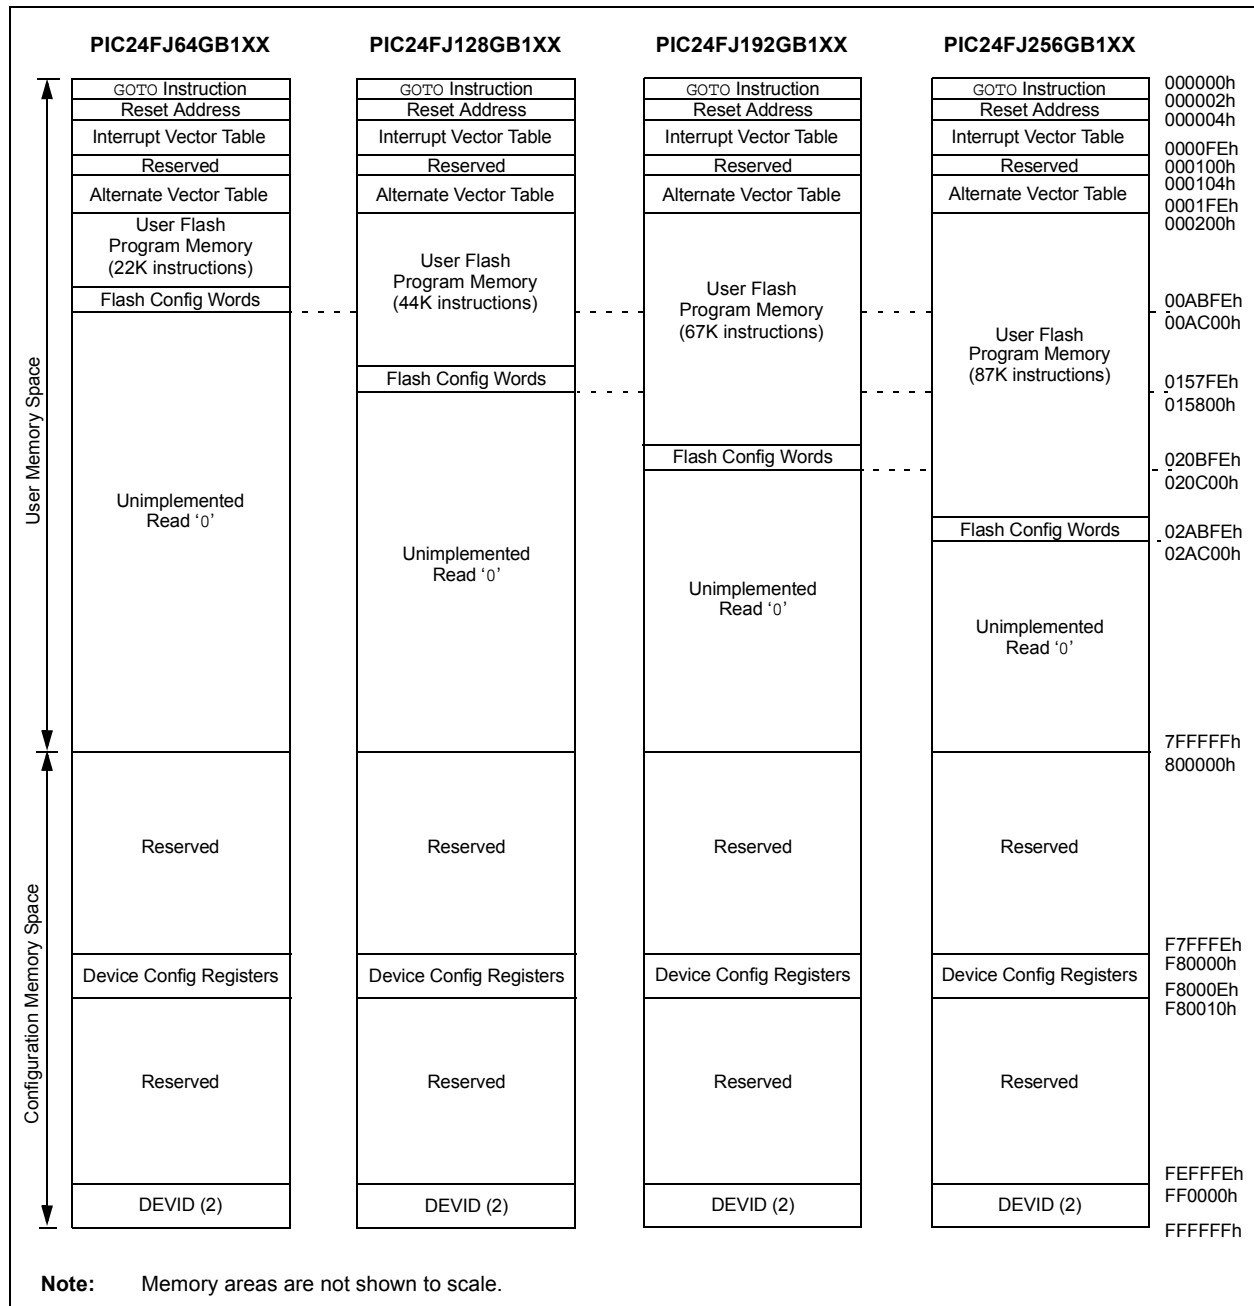 PIC24FJ64GB1XX
PIC24FJ128GB1XX
PIC24FJ192GB1XX
PIC24FJ256GB1XX
User Memory Space
Configuration Memory Space
GOTO Instruction
Reset Address
Interrupt Vector Table
Reserved
Alternate Vector Table
User Flash
Program Memory
(22K instructions)
Flash Config Words
Unimplemented
Read ‘0’
Reserved
Device Config Registers
Reserved
DEVID (2)
GOTO Instruction
Reset Address
Interrupt Vector Table
Reserved
Alternate Vector Table
User Flash
Program Memory
(44K instructions)
Flash Config Words
Unimplemented
Read ‘0’
Reserved
Device Config Registers
Reserved
DEVID (2)
GOTO Instruction
Reset Address
Interrupt Vector Table
Reserved
Alternate Vector Table
User Flash
Program Memory
(67K instructions)
Flash Config Words
Unimplemented
Read ‘0’
Reserved
Device Config Registers
Reserved
DEVID (2)
GOTO Instruction
Reset Address
Interrupt Vector Table
Reserved
Alternate Vector Table
User Flash
Program Memory
(87K instructions)
Flash Config Words
Unimplemented
Read ‘0’
Reserved
Device Config Registers
Reserved
DEVID (2)
000000h
000002h
000004h
0000FEh
000100h
000104h
0001FEh
000200h
00ABFEh
00AC00h
0157FEh
015800h
020BFEh
020C00h
02ABFEh
02AC00h
7FFFFFh
800000h
F7FFFEh
F80000h
F8000Eh
F80010h
FEFFFEh
FF0000h
FFFFFFh
Note: Memory areas are not shown to scale.